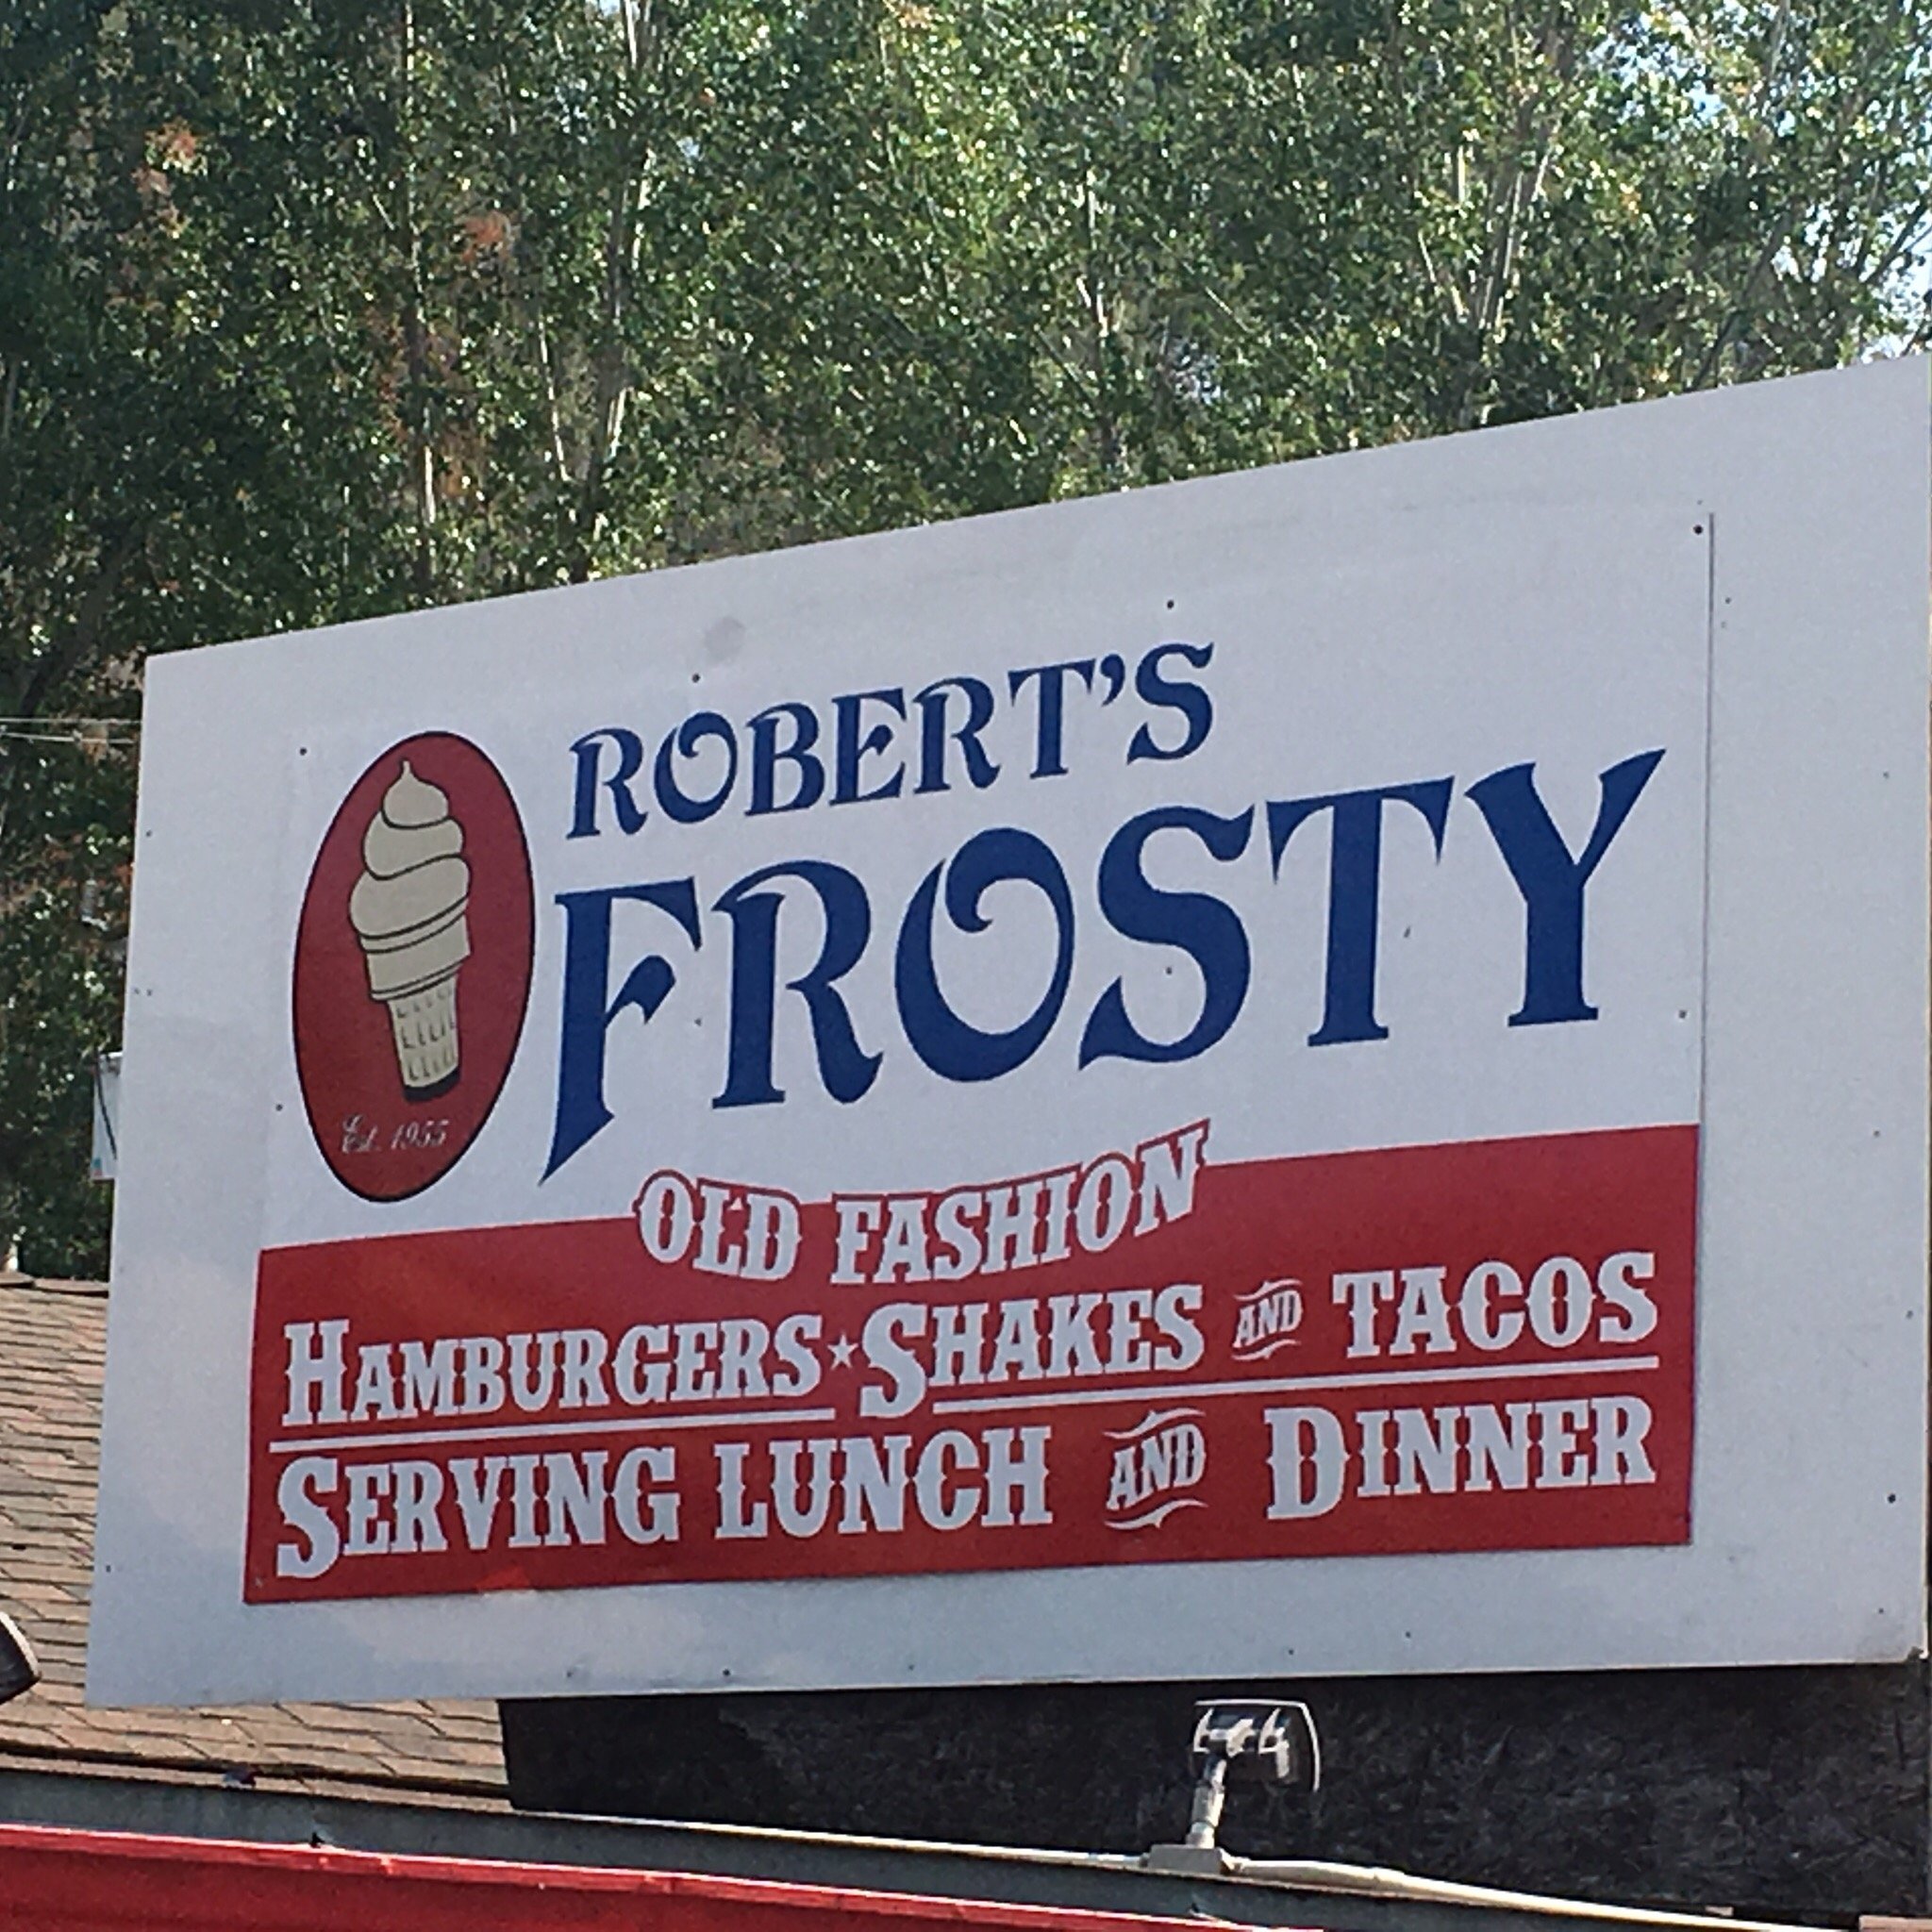 ROBERT'S
FROSTY
Est. 1955
OLD FASHION
HAMBURGERS★SHAKES AND TACOS
SERVING LUNCH AND DINNER